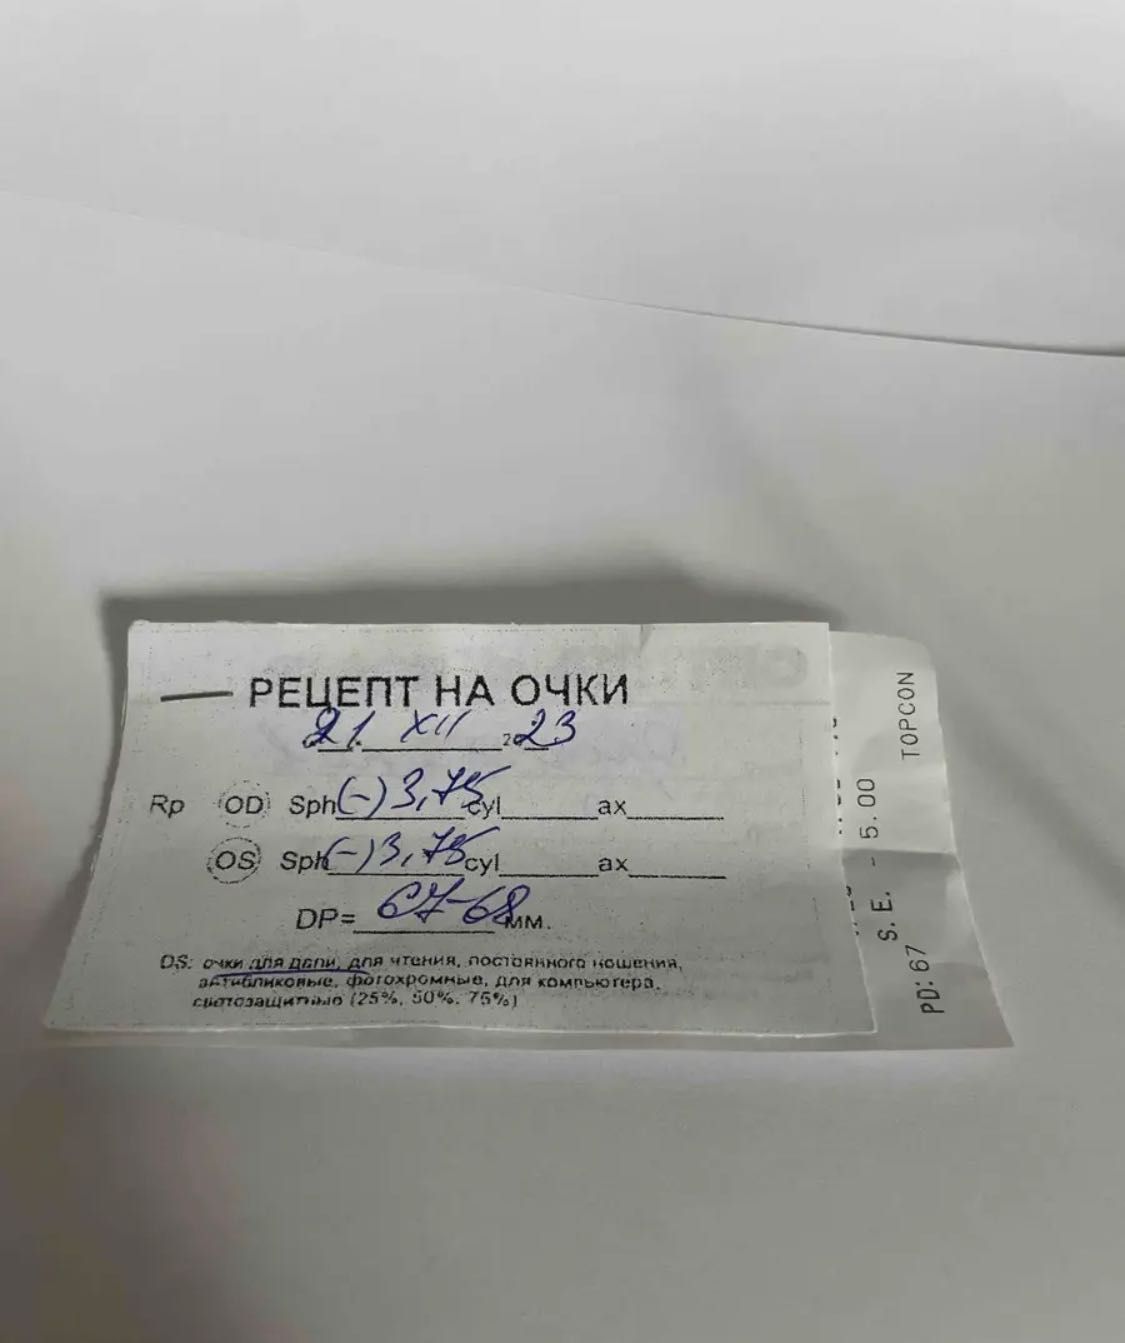 РЕЦЕПТ НА ОЧКИ
21. XII 2023
Rp OD Sph (-) 3,75 cyl ax
OS Sph (-) 3,75 cyl ax
DP= 67-68 мм.
DS: очки для дали, для чтения, постоянного ношения,
антибликовые, фотохромные, для компьютера,
светозащитные (25%, 50%, 75%)
S. E. - 5.00
PD: 67 TOPCON